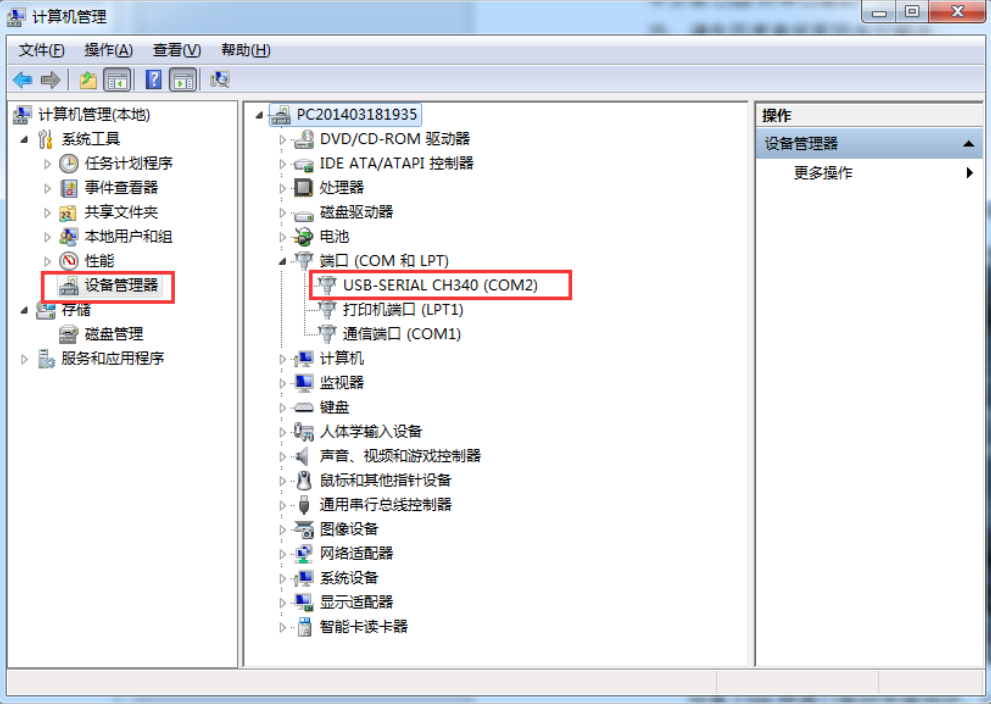 计算机管理
文件(F) 操作(A) 查看(V) 帮助(H)
计算机管理(本地)
系统工具
任务计划程序
事件查看器
共享文件夹
本地用户和组
性能
设备管理器
存储
磁盘管理
服务和应用程序
PC201403181935
DVD/CD-ROM 驱动器
IDE ATA/ATAPI 控制器
处理器
磁盘驱动器
电池
端口 (COM 和 LPT)
USB-SERIAL CH340 (COM2)
打印机端口 (LPT1)
通信端口 (COM1)
计算机
监视器
键盘
人体学输入设备
声音、视频和游戏控制器
鼠标和其他指针设备
通用串行总线控制器
图像设备
网络适配器
系统设备
显示适配器
智能卡读卡器
操作
设备管理器
更多操作